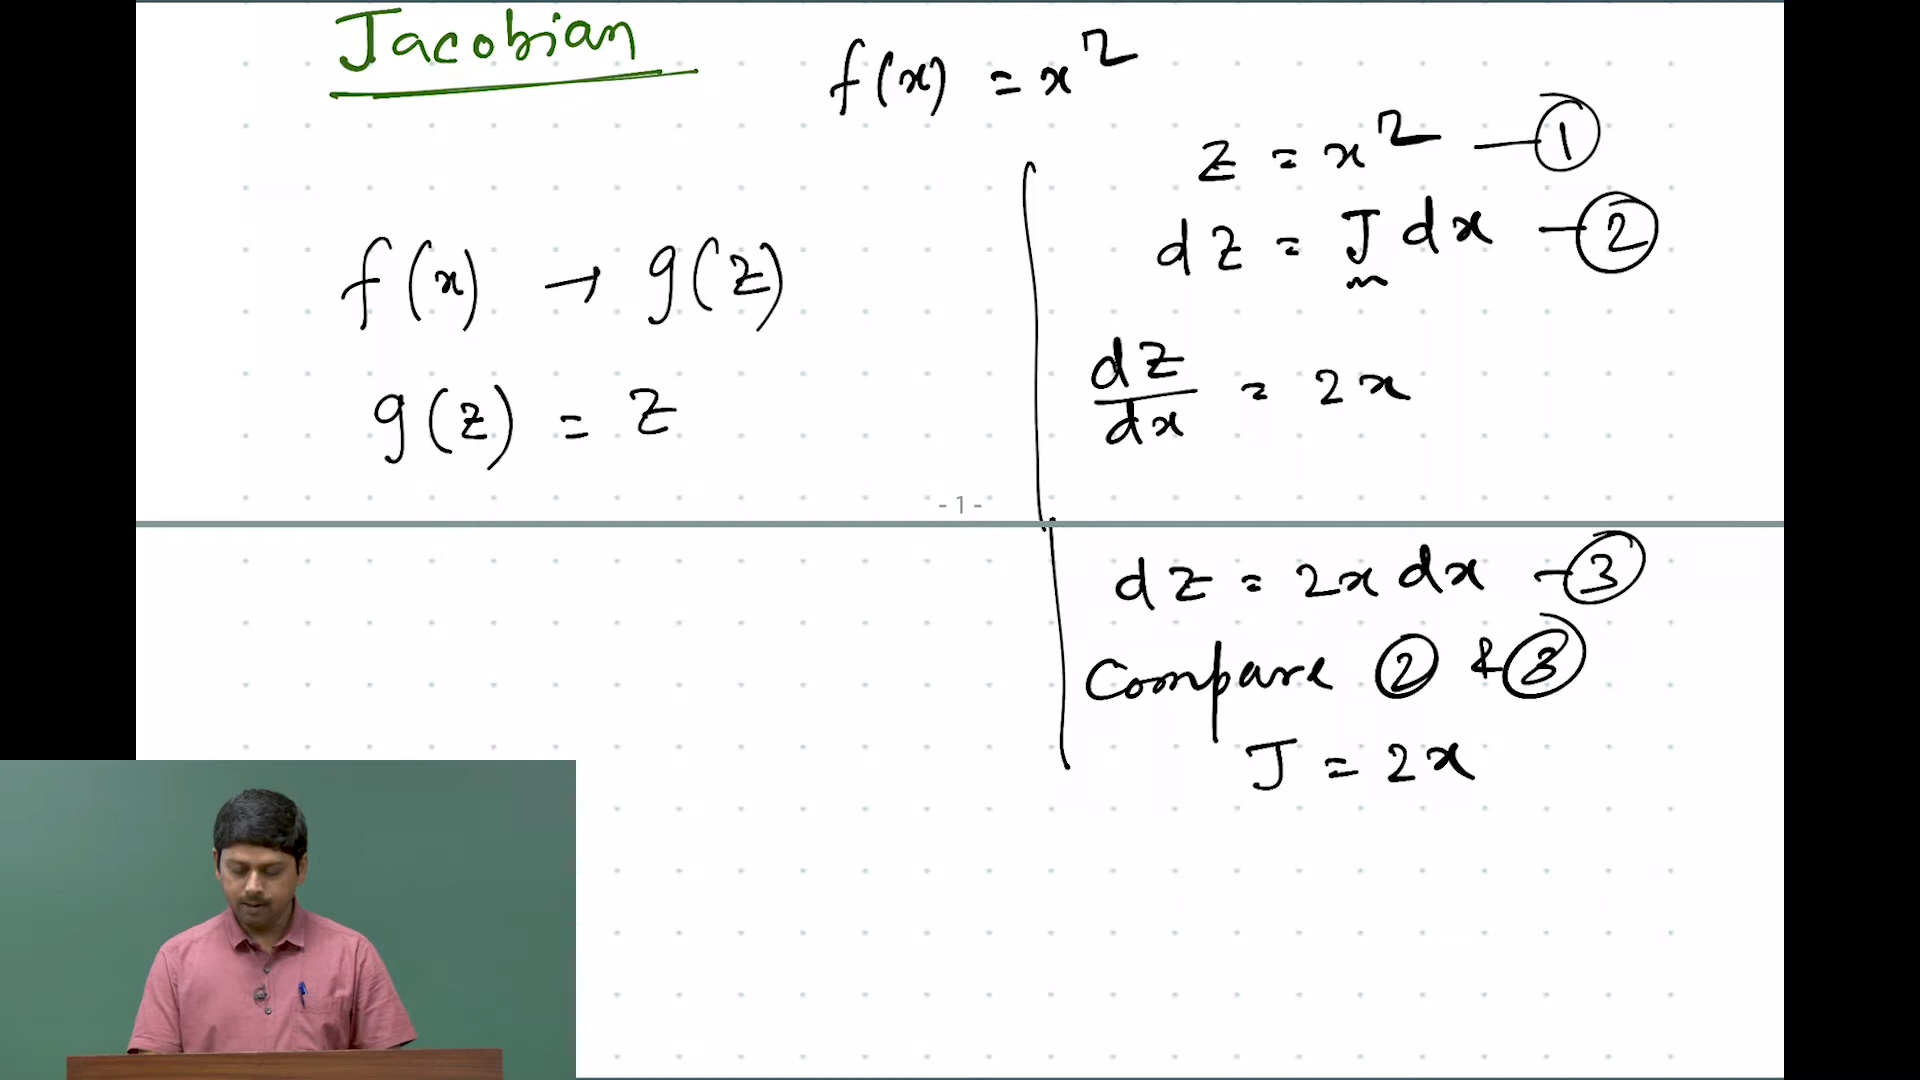 Jacobian
f(x) = x²
f(x) → g(z)
g(z) = z
z = x² — ①
dz = J dx — ②
dz/dx = 2x
- 1 -
dz = 2x dx — ③
Compare ② & ③
J = 2x